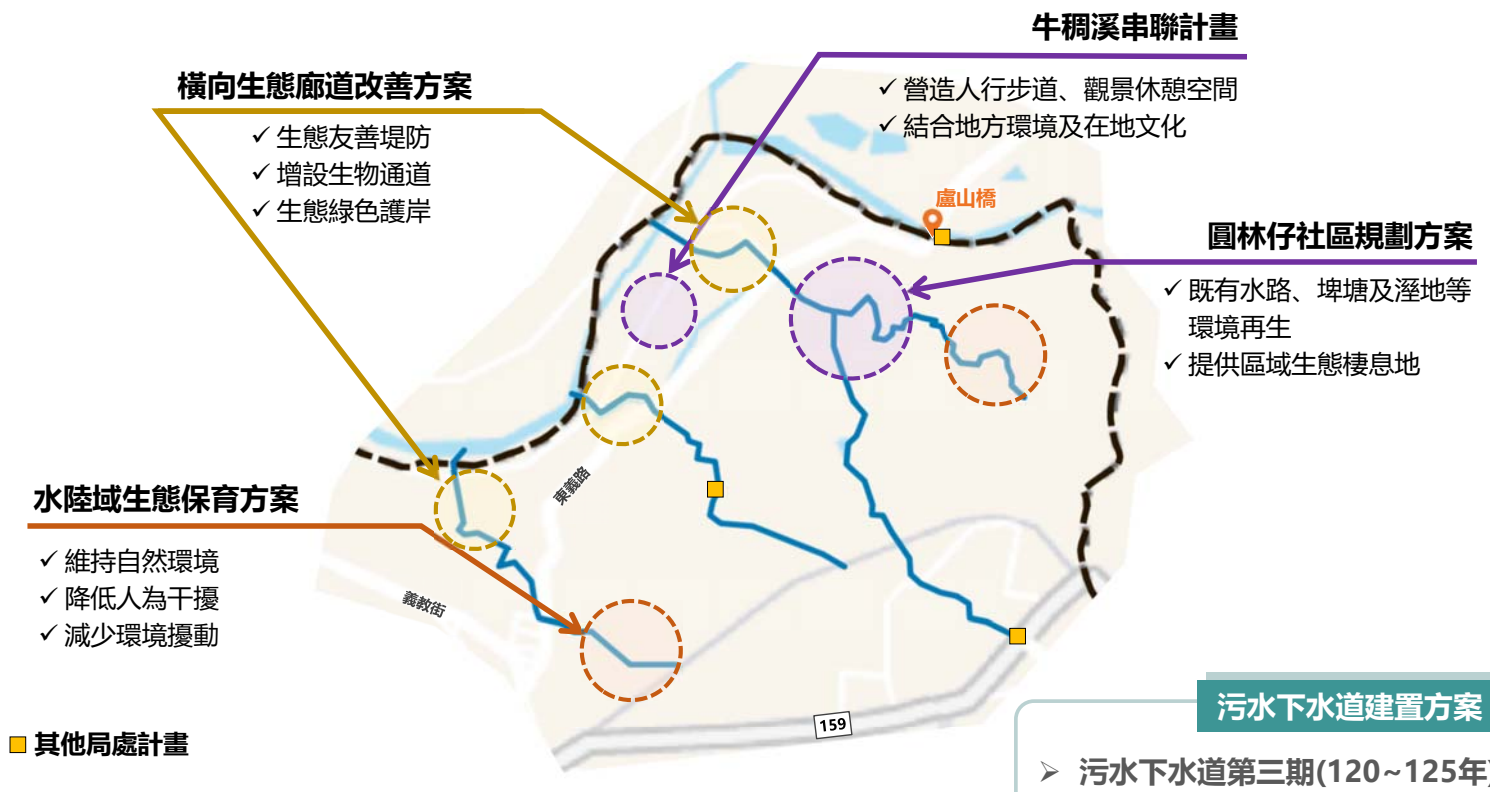 牛稠溪串聯計畫
✓ 營造人行步道、觀景休憩空間
✓ 結合地方環境及在地文化
橫向生態廊道改善方案
✓ 生態友善堤防
✓ 增設生物通道
✓ 生態綠色護岸
盧山橋
圓林仔社區規劃方案
✓ 既有水路、埤塘及溼地等
環境再生
✓ 提供區域生態棲息地
東義路
水陸域生態保育方案
✓ 維持自然環境
✓ 降低人為干擾
✓ 減少環境擾動
義教街
159
其他局處計畫
污水下水道建置方案
➢ 污水下水道第三期(120~125年)